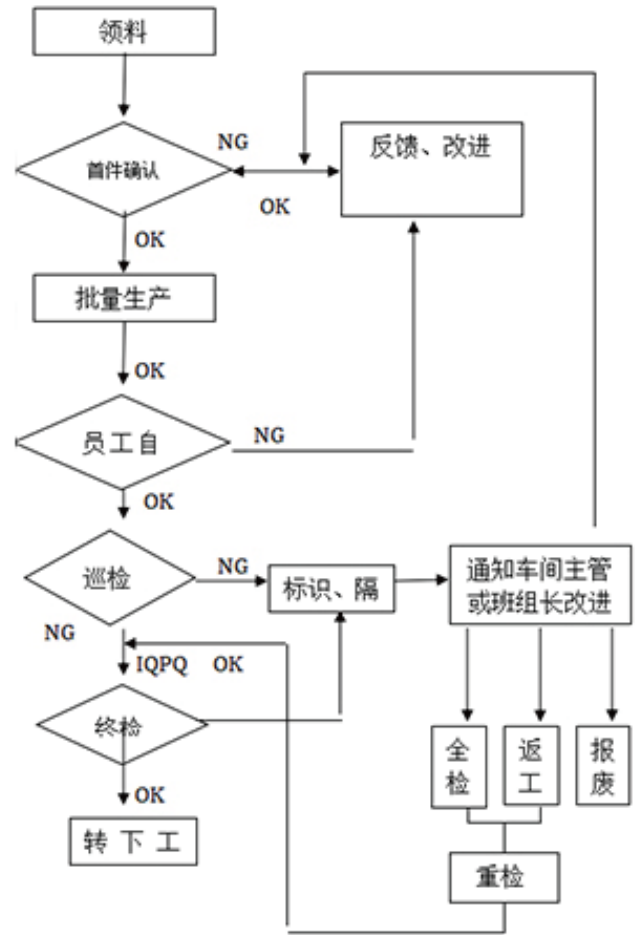 领料
NG
首件确认
反馈、改进
OK
OK
批量生产
OK
员工自
NG
OK
巡检
NG
标识、隔
通知车间主管
或班组长改进
NG
IQPQ
OK
终检
全检
返工
报废
OK
转下工
重检